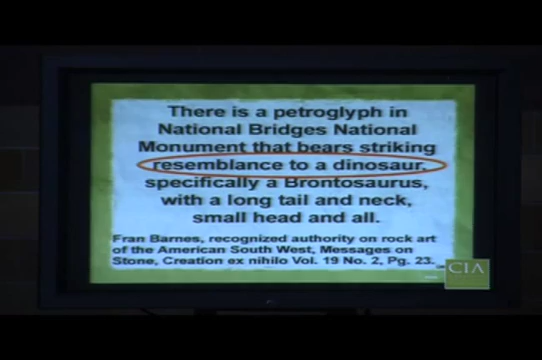 There is a petroglyph in
National Bridges National
Monument that bears striking
resemblance to a dinosaur,
specifically a Brontosaurus,
with a long tail and neck,
small head and all.
Fran Barnes, recognized authority on rock art
of the American South West, Messages on
Stone, Creation ex nihilo Vol. 19 No. 2, Pg. 23.
CIA